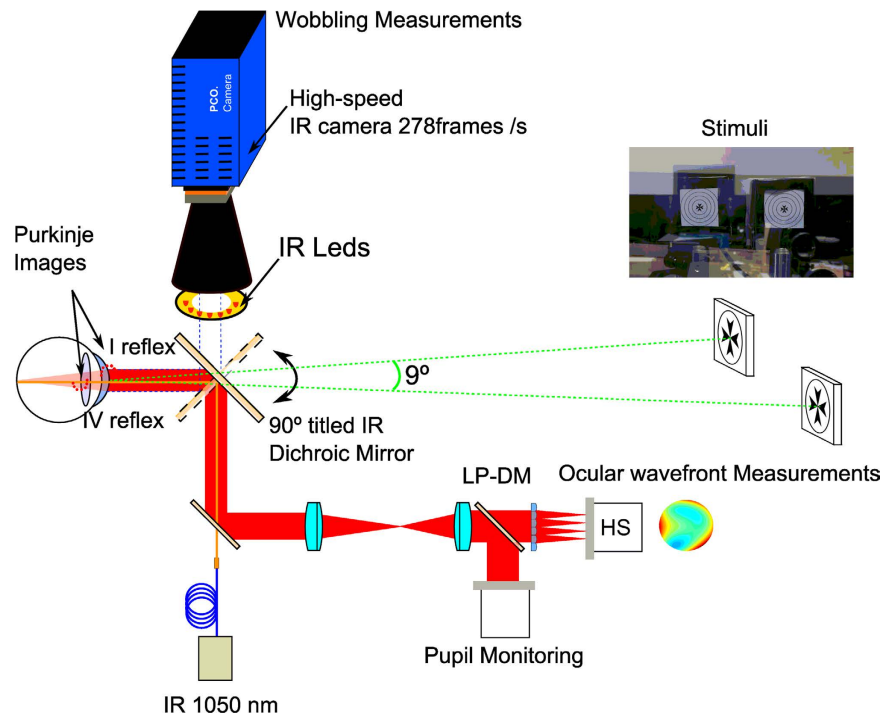 Wobbling Measurements
PCO.
Camera
High-speed
IR camera 278frames /s
Stimuli
Purkinje
Images
IR Leds
I reflex
9º
IV reflex
90º titled IR
Dichroic Mirror
LP-DM
Ocular wavefront Measurements
HS
Pupil Monitoring
IR 1050 nm